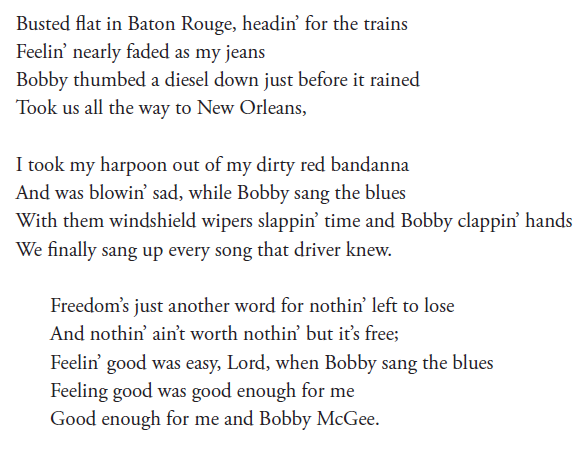 Busted flat in Baton Rouge, headin’ for the trains
Feelin’ nearly faded as my jeans
Bobby thumbed a diesel down just before it rained
Took us all the way to New Orleans,

I took my harpoon out of my dirty red bandanna
And was blowin’ sad, while Bobby sang the blues
With them windshield wipers slappin’ time and Bobby clappin’ hands
We finally sang up every song that driver knew.

Freedom’s just another word for nothin’ left to lose
And nothin’ ain’t worth nothin’ but it’s free;
Feelin’ good was easy, Lord, when Bobby sang the blues
Feeling good was good enough for me
Good enough for me and Bobby McGee.